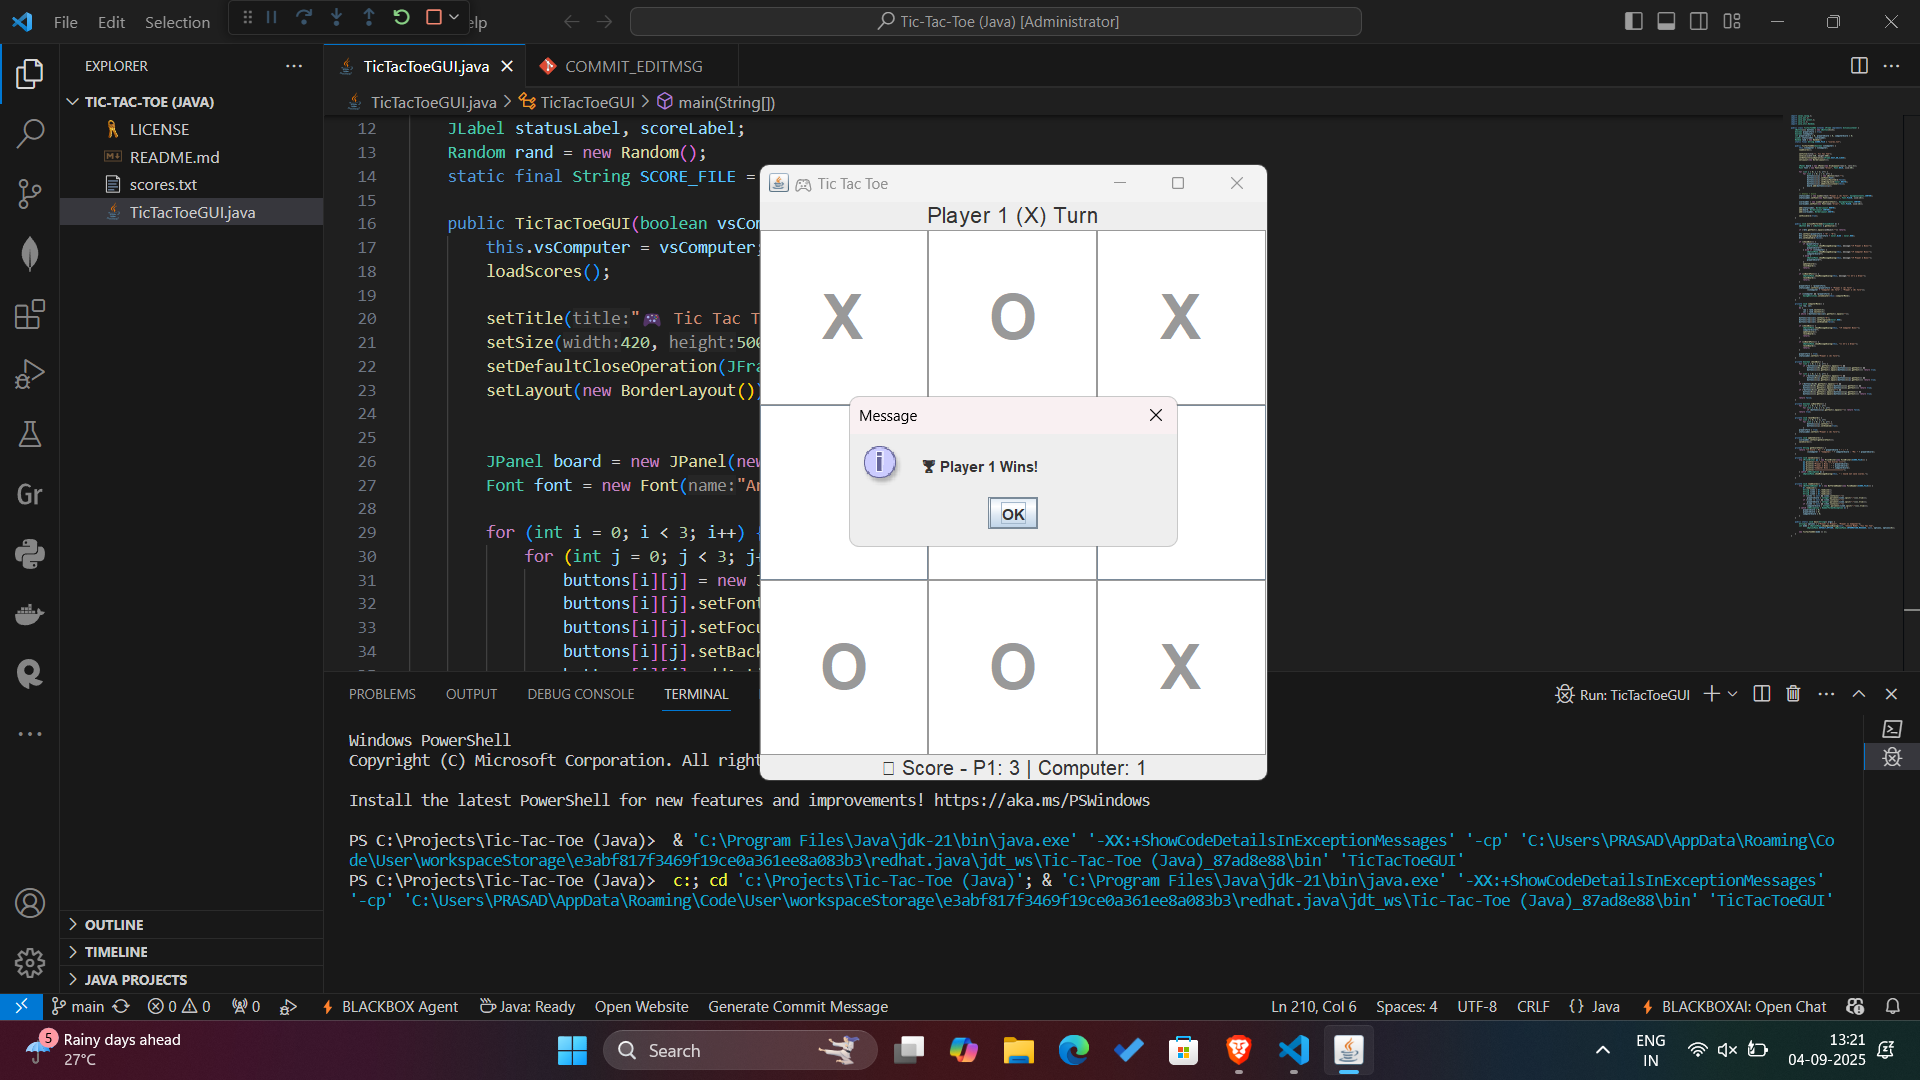 File Edit Selection elp
Tic-Tac-Toe (Java) [Administrator]
EXPLORER
TIC-TAC-TOE (JAVA)
LICENSE
README.md
scores.txt
TicTacToeGUI.java
OUTLINE
TIMELINE
JAVA PROJECTS
TicTacToeGUI.java
COMMIT_EDITMSG
TicTacToeGUI.java > TicTacToeGUI > main(String[])
12 JLabel statusLabel, scoreLabel;
13 Random rand = new Random();
14 static final String SCORE_FILE =
15
16 public TicTacToeGUI(boolean vsCom
17 this.vsComputer = vsComputer;
18 loadScores();
19
20 setTitle(title:"🎮 Tic Tac T
21 setSize(width:420, height:500
22 setDefaultCloseOperation(JFra
23 setLayout(new BorderLayout())
24
25
26 JPanel board = new JPanel(new
27 Font font = new Font(name:"Ar
28
29 for (int i = 0; i < 3; i++) {
30 for (int j = 0; j < 3; j+
31 buttons[i][j] = new J
32 buttons[i][j].setFont
33 buttons[i][j].setFocu
34 buttons[i][j].setBack
🎮 Tic Tac Toe
Player 1 (X) Turn
X O X
Message
🏆 Player 1 Wins!
OK
O O X
Score - P1: 3 | Computer: 1
PROBLEMS OUTPUT DEBUG CONSOLE TERMINAL
Run: TicTacToeGUI
Windows PowerShell
Copyright (C) Microsoft Corporation. All right
Install the latest PowerShell for new features and improvements! https://aka.ms/PSWindows
PS C:\Projects\Tic-Tac-Toe (Java)> & 'C:\Program Files\Java\jdk-21\bin\java.exe' '-XX:+ShowCodeDetailsInExceptionMessages' '-cp' 'C:\Users\PRASAD\AppData\Roaming\Co
de\User\workspaceStorage\e3abf817f3469f19ce0a361ee8a083b3\redhat.java\jdt_ws\Tic-Tac-Toe (Java)_87ad8e88\bin' 'TicTacToeGUI'
PS C:\Projects\Tic-Tac-Toe (Java)> c:; cd 'c:\Projects\Tic-Tac-Toe (Java)'; & 'C:\Program Files\Java\jdk-21\bin\java.exe' '-XX:+ShowCodeDetailsInExceptionMessages'
'-cp' 'C:\Users\PRASAD\AppData\Roaming\Code\User\workspaceStorage\e3abf817f3469f19ce0a361ee8a083b3\redhat.java\jdt_ws\Tic-Tac-Toe (Java)_87ad8e88\bin' 'TicTacToeGUI'
Gr
main 0 0 0 BLACKBOX Agent Java: Ready Open Website Generate Commit Message
Ln 210, Col 6 Spaces: 4 UTF-8 CRLF {} Java BLACKBOXAI: Open Chat
5
Rainy days ahead
27°C
Search
ENG
IN
13:21
04-09-2025